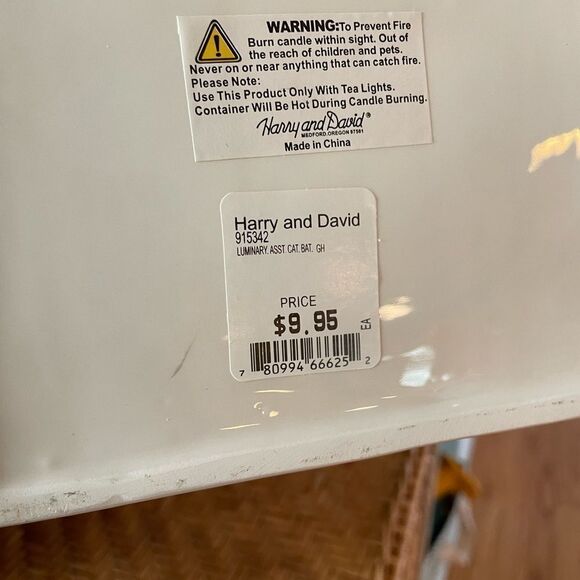 WARNING:To Prevent Fire
Burn candle within sight. Out of
the reach of children and pets.
Never on or near anything that can catch fire.
Please Note:
Use This Product Only With Tea Lights.
Container Will Be Hot During Candle Burning.
Harry and David®
MEDFORD.OREGON 97501
Made in China
Harry and David
915342
LUMINARY. ASST. CAT. BAT. GH
PRICE
$9.95
EA
7 80994 66625 2